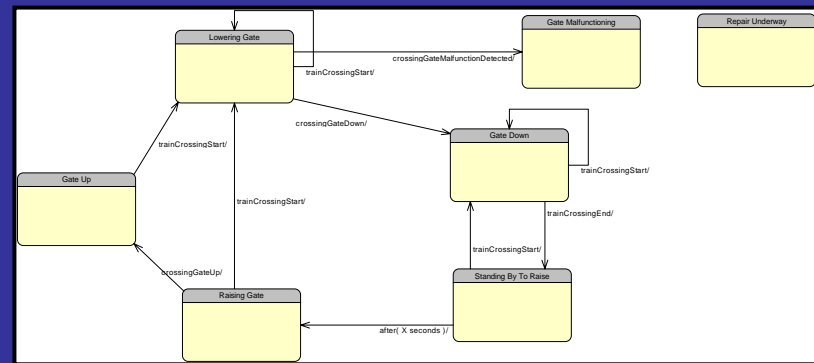 Lowering Gate
Gate Malfunctioning
Repair Underway
crossingGateMalfunctionDetected/
trainCrossingStart/
crossingGateDown/
Gate Down
trainCrossingStart/
trainCrossingStart/
Gate Up
trainCrossingStart/
trainCrossingEnd/
trainCrossingStart/
crossingGateUp/
Standing By To Raise
Raising Gate
after( X seconds )/